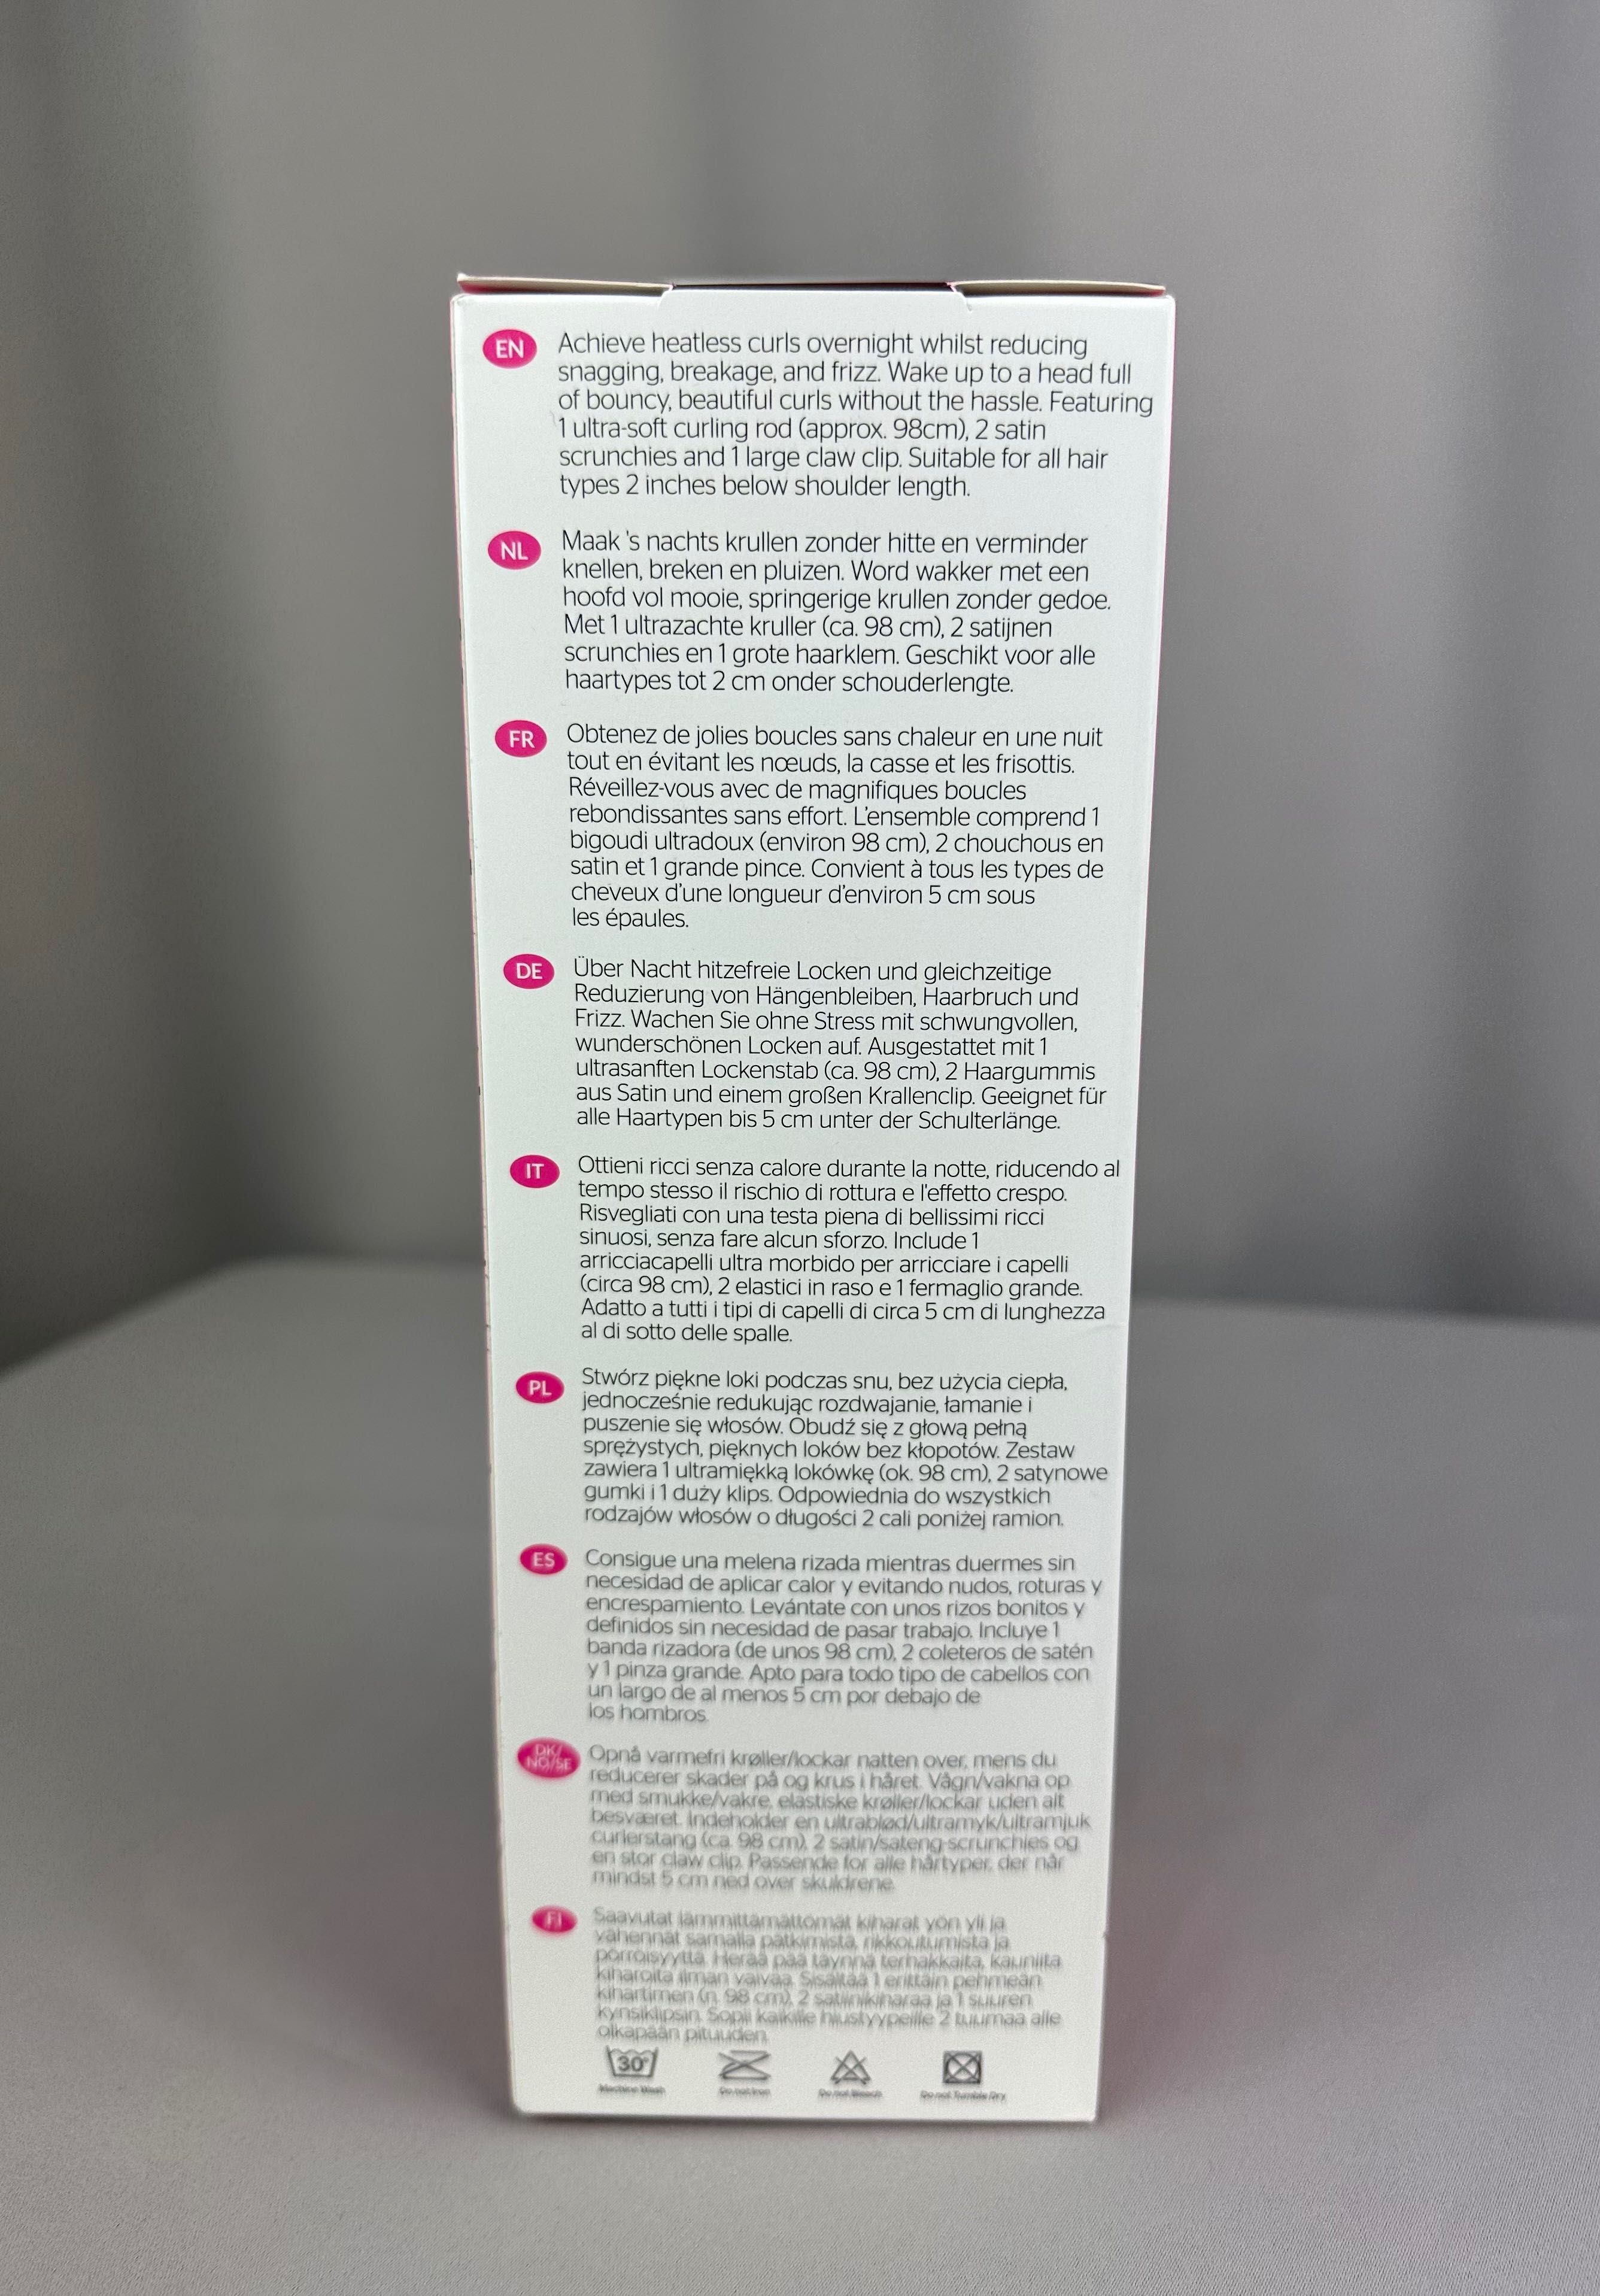 EN
Achieve heatless curls overnight whilst reducing
snagging, breakage, and frizz. Wake up to a head full
of bouncy, beautiful curls without the hassle. Featuring
1 ultra-soft curling rod (approx. 98cm), 2 satin
scrunchies and 1 large claw clip. Suitable for all hair
types 2 inches below shoulder length.
NL
Maak 's nachts krullen zonder hitte en verminder
knellen, breken en pluizen. Word wakker met een
hoofd vol mooie, springerige krullen zonder gedoe.
Met 1 ultrazachte kruller (ca. 98 cm), 2 satijnen
scrunchies en 1 grote haarklem. Geschikt voor alle
haartypes tot 2 cm onder schouderlengte.
FR
Obtenez de jolies boucles sans chaleur en une nuit
tout en évitant les nœuds, la casse et les frisottis.
Réveillez-vous avec de magnifiques boucles
rebondissantes sans effort. L'ensemble comprend 1
bigoudi ultradoux (environ 98 cm), 2 chouchous en
satin et 1 grande pince. Convient à tous les types de
cheveux d'une longueur d'environ 5 cm sous
les épaules.
DE
Über Nacht hitzefreie Locken und gleichzeitige
Reduzierung von Hängenbleiben, Haarbruch und
Frizz. Wachen Sie ohne Stress mit schwungvollen,
wunderschönen Locken auf. Ausgestattet mit 1
ultrasanften Lockenstab (ca. 98 cm), 2 Haargummis
aus Satin und einem großen Krallenclip. Geeignet für
alle Haartypen bis 5 cm unter der Schulterlänge.
IT
Ottieni ricci senza calore durante la notte, riducendo al
tempo stesso il rischio di rottura e l'effetto crespo.
Risvegliati con una testa piena di bellissimi ricci
sinuosi, senza fare alcun sforzo. Include 1
arricciacapelli ultra morbido per arricciare i capelli
(circa 98 cm), 2 elastici in raso e 1 fermaglio grande.
Adatto a tutti i tipi di capelli di circa 5 cm di lunghezza
al di sotto delle spalle.
PL
Stwórz piękne loki podczas snu, bez użycia ciepła,
jednocześnie redukując rozdwajanie, łamanie i
puszenie się włosów. Obudź się z głową pełną
sprężystych, pięknych loków bez kłopotów. Zestaw
zawiera 1 ultramiękką lokówkę (ok. 98 cm), 2 satynowe
gumki i 1 duży klips. Odpowiednia do wszystkich
rodzajów włosów o długości 2 cali poniżej ramion.
ES
Consigue una melena rizada mientras duermes sin
necesidad de aplicar calor y evitando nudos, roturas y
encrespamiento. Levántate con unos rizos bonitos y
definidos sin necesidad de pasar trabajo. Incluye 1
banda rizadora (de unos 98 cm), 2 coleteros de satén
y 1 pinza grande. Apto para todo tipo de cabellos con
un largo de al menos 5 cm por debajo de
los hombros.
DK/
NO/SE
Opnå varmefri krøller/lockar natten over, mens du
reducerer skader på og krus i håret. Vågn/vakna op
med smukke/vakre, elastiske krøller/lockar uden alt
besværet. Indeholder en ultrablød/ultramyk/ultramjuk
curlerstang (ca. 98 cm), 2 satin/sateng-scrunchies og
en stor claw clip. Passende for alle hårtyper, der når
mindst 5 cm ned over skuldrene.
FI
Saavutat lämmittämättömät kiharat yön yli ja
vähennät samalla pätkimistä, rikkoutumista ja
pörröisyyttä. Herää pää täynnä terhakkaita, kauniita
kiharoita ilman vaivaa. Sisältää 1 erittäin pehmeän
kihartimen (n. 98 cm), 2 satiinikiharaa ja 1 suuren
kynsiklipsin. Sopii kaikille hiustyypeille 2 tuumaa alle
olkapään pituuden.
30°
Machine Wash
Do not Iron
Do not Bleach
Do not Tumble Dry